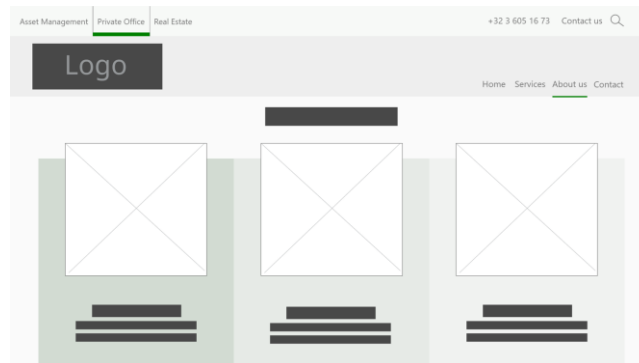 Asset Management Private Office Real Estate +32 3 605 16 73 Contact us
Logo
Home Services About us Contact